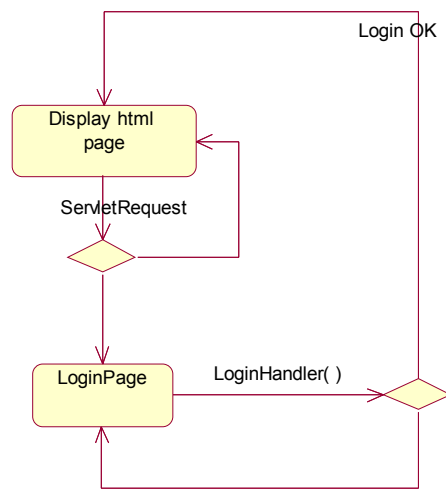 Login OK
Display html
page
ServletRequest
LoginPage
LoginHandler( )